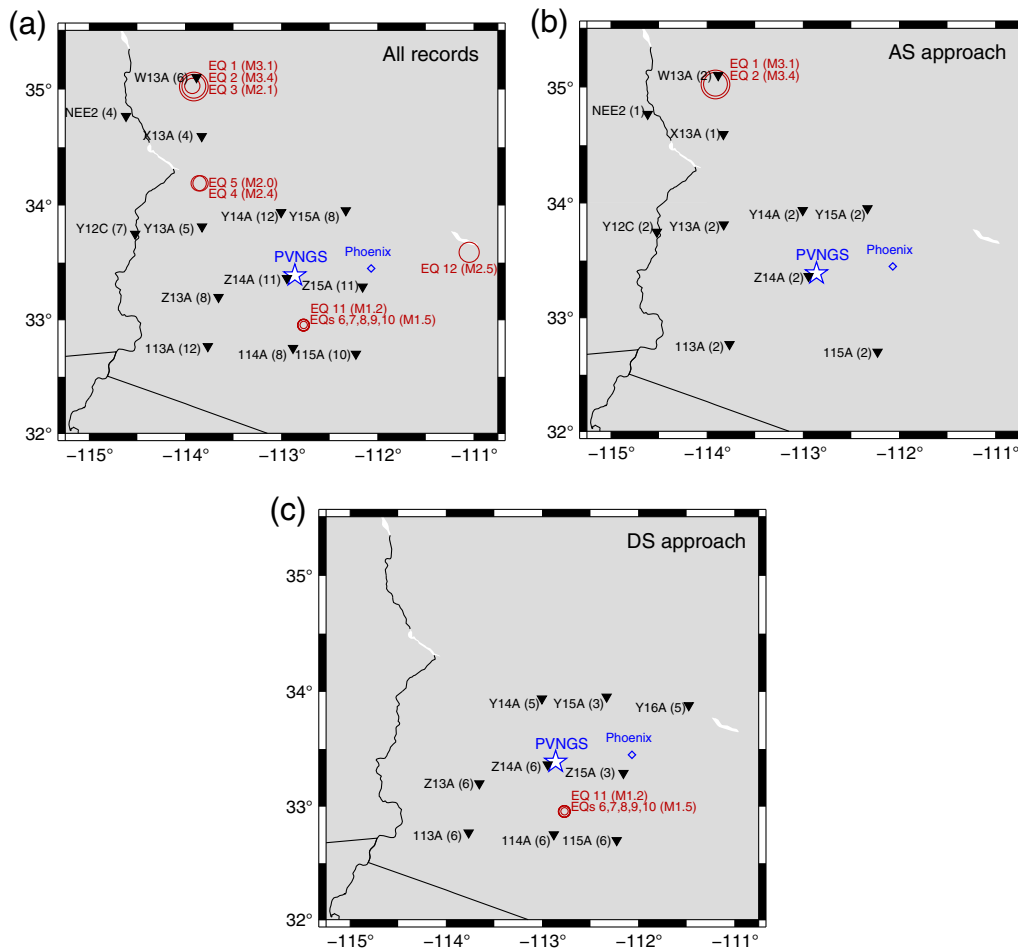 (a)
All records
EQ 1 (M3.1)
W13A (6)
EQ 2 (M3.4)
EQ 3 (M2.1)
NEE2 (4)
X13A (4)
EQ 5 (M2.0)
EQ 4 (M2.4)
Y14A (12)
Y15A (8)
Y12C (7)
Y13A (5)
PVNGS
Phoenix
EQ 12 (M2.5)
Z14A (11)
Z15A (11)
Z13A (8)
EQ 11 (M1.2)
EQs 6,7,8,9,10 (M1.5)
113A (12)
114A (8)
115A (10)
35°
34°
33°
32°
−115°
−114°
−113°
−112°
−111°
(b)
AS approach
EQ 1 (M3.1)
W13A (2)
EQ 2 (M3.4)
NEE2 (1)
X13A (1)
Y14A (2)
Y15A (2)
Y12C (2)
Y13A (2)
PVNGS
Phoenix
Z14A (2)
113A (2)
115A (2)
35°
34°
33°
32°
−115°
−114°
−113°
−112°
−111°
(c)
DS approach
Y14A (5)
Y15A (3)
Y16A (5)
PVNGS
Phoenix
Z14A (6)
Z15A (3)
Z13A (6)
EQ 11 (M1.2)
EQs 6,7,8,9,10 (M1.5)
113A (6)
114A (6)
115A (6)
35°
34°
33°
32°
−115°
−114°
−113°
−112°
−111°